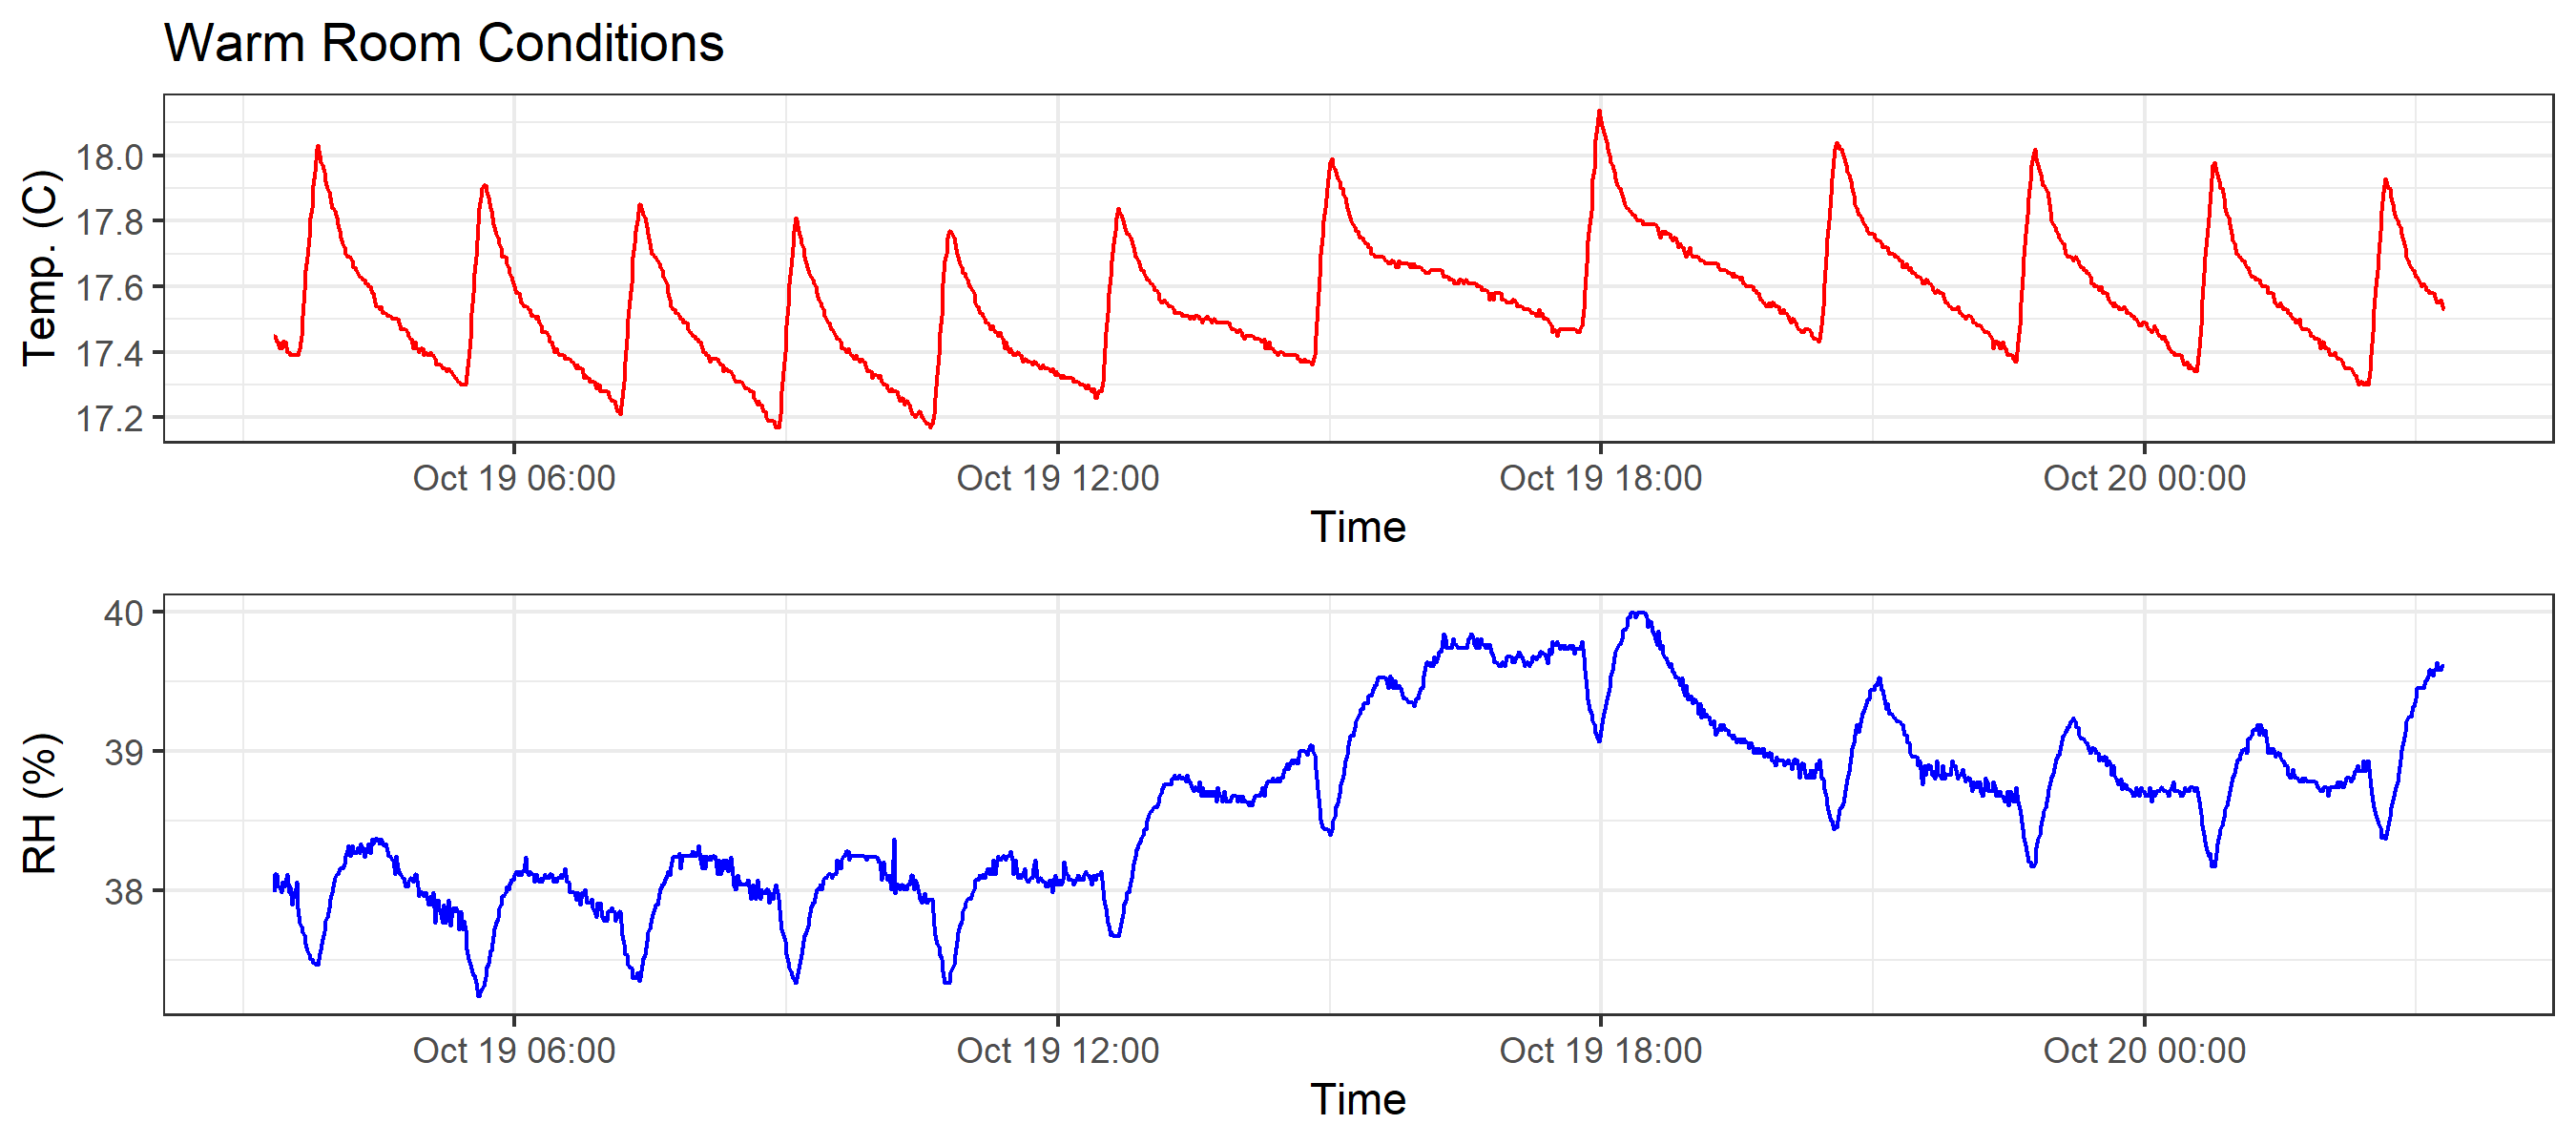 Warm Room Conditions
Temp. (C)
18.0
17.8
17.6
17.4
17.2
Oct 19 06:00 Oct 19 12:00 Oct 19 18:00 Oct 20 00:00
Time
RH (%)
40
39
38
Oct 19 06:00 Oct 19 12:00 Oct 19 18:00 Oct 20 00:00
Time